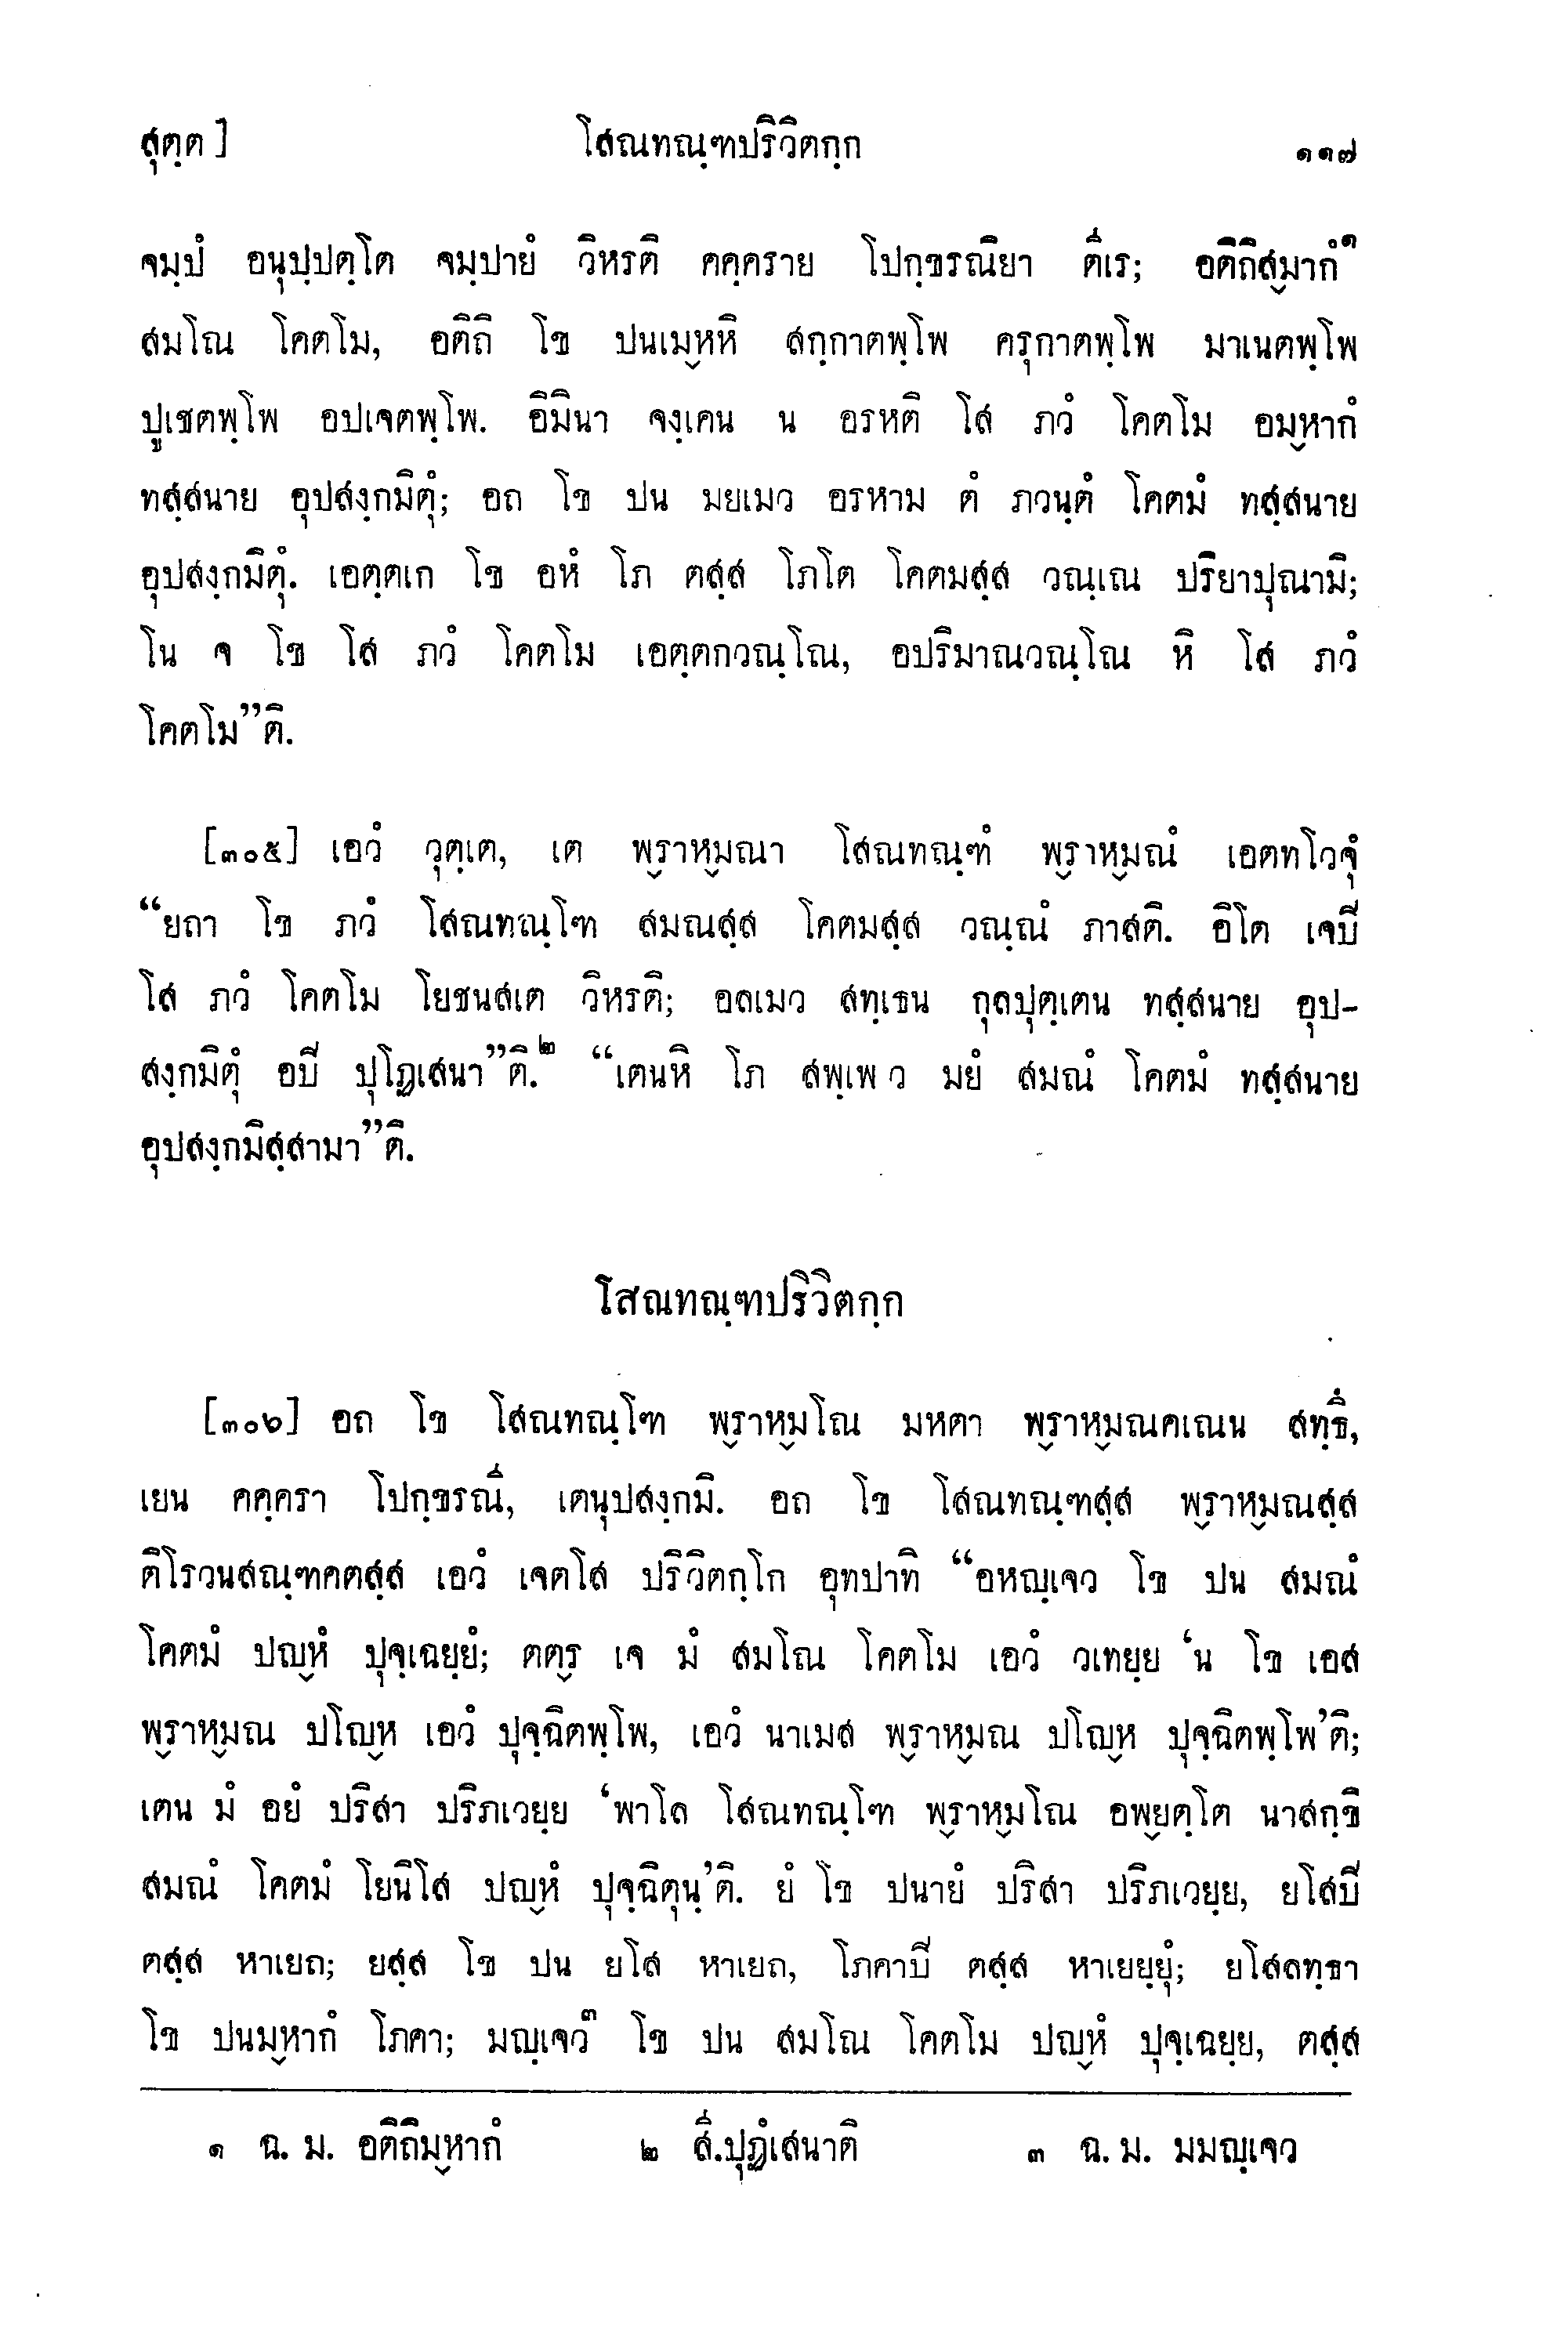 สุตฺต] โสณทณฺฑปริวิตกฺก ๑๑๗
จมฺปํ อนุปฺปตฺโต จมฺปายํ วิหรติ คคฺคราย โปกฺขรณิยา ตีเร; อติถิสฺมากํ๑
สมโณ โคตโม, อติถิ โข ปนเมฺหหิ สกฺกาตพฺโพ ครุกาตพฺโพ มาเนตพฺโพ
ปูเชตพฺโพ อปเจตพฺโพ. อิมินา จงฺเคน น อรหติ โส ภวํ โคตโม อมฺหากํ
ทสฺสนาย อุปสงฺกมิตุํ; อถ โข ปน มยเมว อรหาม ตํ ภวนฺตํ โคตมํ ทสฺสนาย
อุปสงฺกมิตุํ. เอตฺตเก โข อหํ โภ ตสฺส โภโต โคตมสฺส วณฺเณ ปริยาปุณามิ;
โน จ โข โส ภวํ โคตโม เอตฺตกวณฺโณ, อปริมาณวณฺโณ หิ โส ภวํ
โคตโม”ติ.
[๓๐๕] เอวํ วุตฺเต, เต พฺราหฺมณา โสณทณฺฑํ พฺราหฺมณํ เอตทโวจุํ
“ยถา โข ภวํ โสณทณฺโฑ สมณสฺส โคตมสฺส วณฺณํ ภาสติ. อิโต เจปิ
โส ภวํ โคตโม โยชนสเต วิหรติ; อลเมว สทฺเธน กุลปุตฺเตน ทสฺสนาย อุป-
สงฺกมิตุํ อปิ ปุโฏเสนา”ติ.๒ “เตนหิ โภ สพฺเพ ว มยํ สมณํ โคตมํ ทสฺสนาย
อุปสงฺกมิสฺสามา”ติ.
โสณทณฺฑปริวิตกฺก
[๓๐๖] อถ โข โสณทณฺโฑ พฺราหฺมโณ มหตา พฺราหฺมณคเณน สทฺธึ,
เยน คคฺครา โปกฺขรณี, เตนุปสงฺกมิ. อถ โข โสณทณฺฑสฺส พฺราหฺมณสฺส
ติโรวนสณฺฑคตสฺส เอวํ เจตโส ปริวิตกฺโก อุทปาทิ “อหญฺเจว โข ปน สมณํ
โคตมํ ปญฺหํ ปุจฺเฉยฺยํ; ตตฺร เจ มํ สมโณ โคตโม เอวํ วเทยฺย ‘น โข เอส
พฺราหฺมณ ปโญฺห เอวํ ปุจฺฉิตพฺโพ, เอวํ นาเมส พฺราหฺมณ ปโญฺห ปุจฺฉิตพฺโพ’ติ;
เตน มํ อยํ ปริสา ปริภเวยฺย ‘พาโล โสณทณฺโฑ พฺราหฺมโณ อพฺยตฺโต นาสกฺขิ
สมณํ โคตมํ โยนิโส ปญฺหํ ปุจฺฉิตุนฺ’ติ. ยํ โข ปนายํ ปริสา ปริภเวยฺย, ยโสปิ
ตสฺส หาเยถ; ยสฺส โข ปน ยโส หาเยถ, โภคาปิ ตสฺส หาเยยฺยุํ; ยโสลทฺธา
โข ปนมฺหากํ โภคา; มญฺเจว๓ โข ปน สมโณ โคตโม ปญฺหํ ปุจฺเฉยฺย, ตสฺส
๑ ฉ. ม. อติถิมฺหากํ ๒ สี.ปุฏํเสนาติ ๓ ฉ. ม. มมญฺเจว